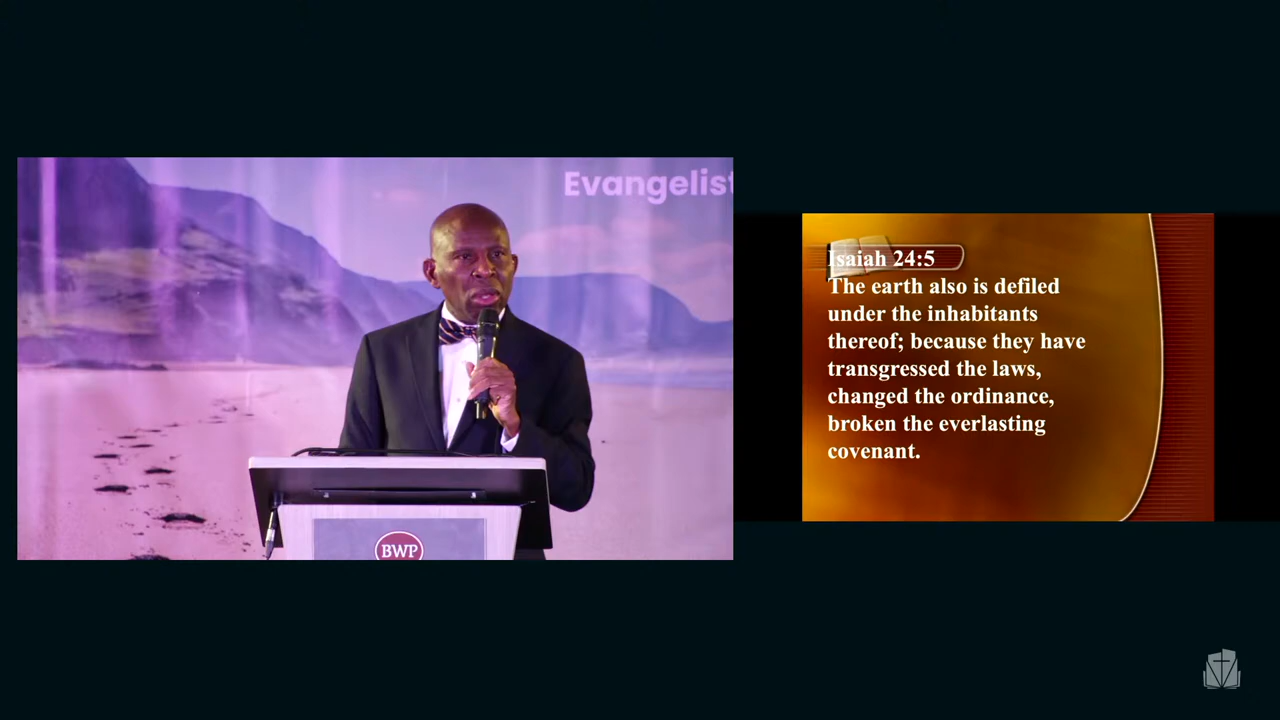 Evangelist
BWP
Isaiah 24:5
The earth also is defiled
under the inhabitants
thereof; because they have
transgressed the laws,
changed the ordinance,
broken the everlasting
covenant.